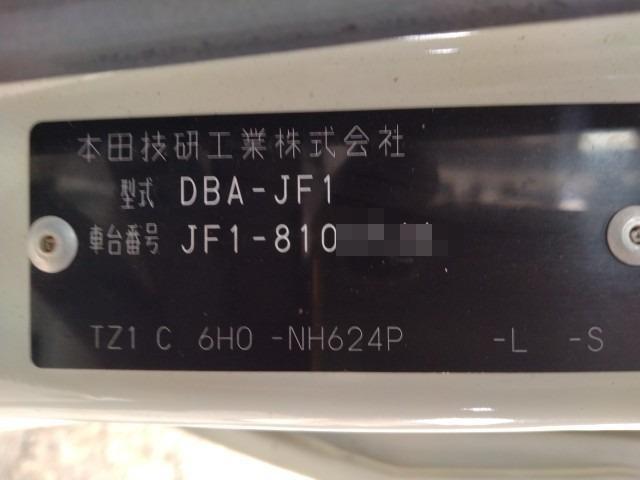 本田技研工業株式会社
型式 DBA-JF1
車台番号 JF1-810
TZ1 C 6H0 -NH624P -L -S